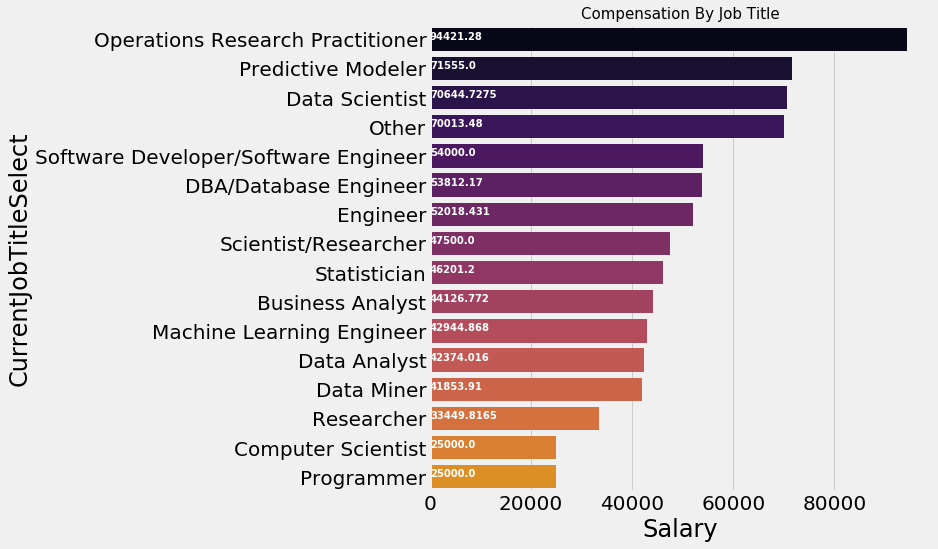 Compensation By Job Title
CurrentJobTitleSelect
Operations Research Practitioner 94421.28
Predictive Modeler 71555.0
Data Scientist 70644.7275
Other 70013.48
Software Developer/Software Engineer 54000.0
DBA/Database Engineer 53812.17
Engineer 52018.431
Scientist/Researcher 47500.0
Statistician 46201.2
Business Analyst 44126.772
Machine Learning Engineer 42944.868
Data Analyst 42374.016
Data Miner 41853.91
Researcher 33449.8165
Computer Scientist 25000.0
Programmer 25000.0
0 20000 40000 60000 80000
Salary